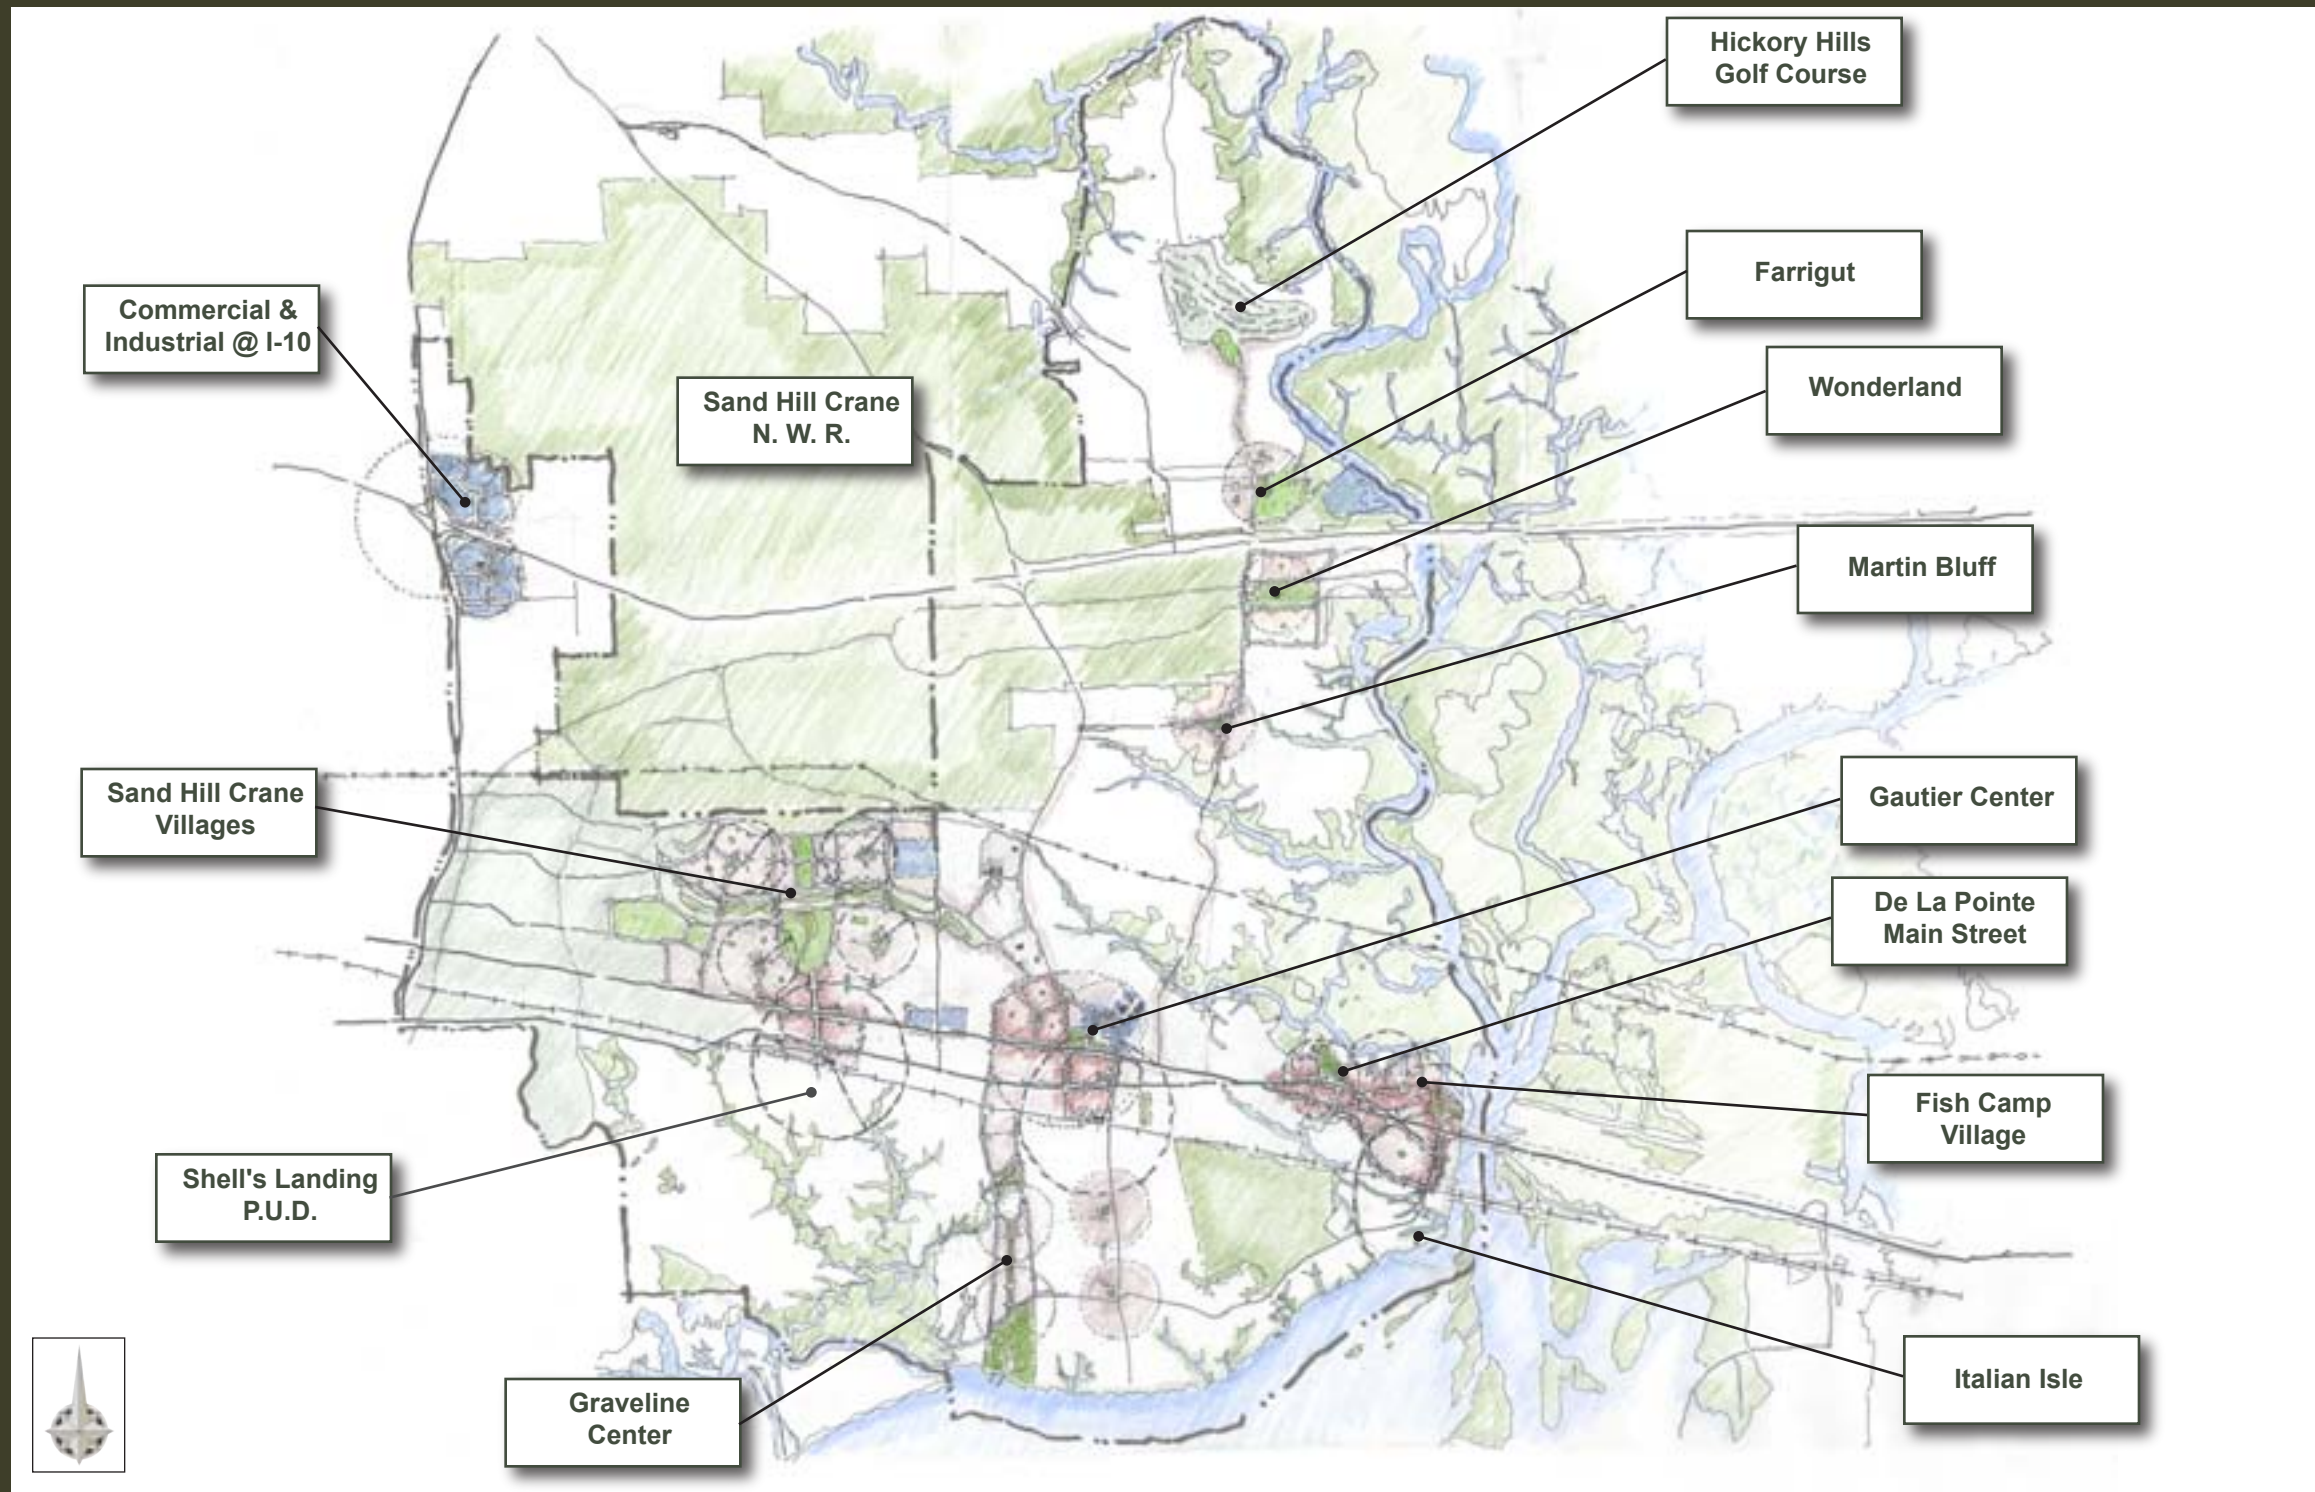 Hickory Hills
Golf Course
Farrigut
Commercial &
Industrial @ I-10
Wonderland
Sand Hill Crane
N. W. R.
Martin Bluff
Gautier Center
Sand Hill Crane
Villages
De La Pointe
Main Street
Fish Camp
Village
Shell's Landing
P.U.D.
Italian Isle
Graveline
Center